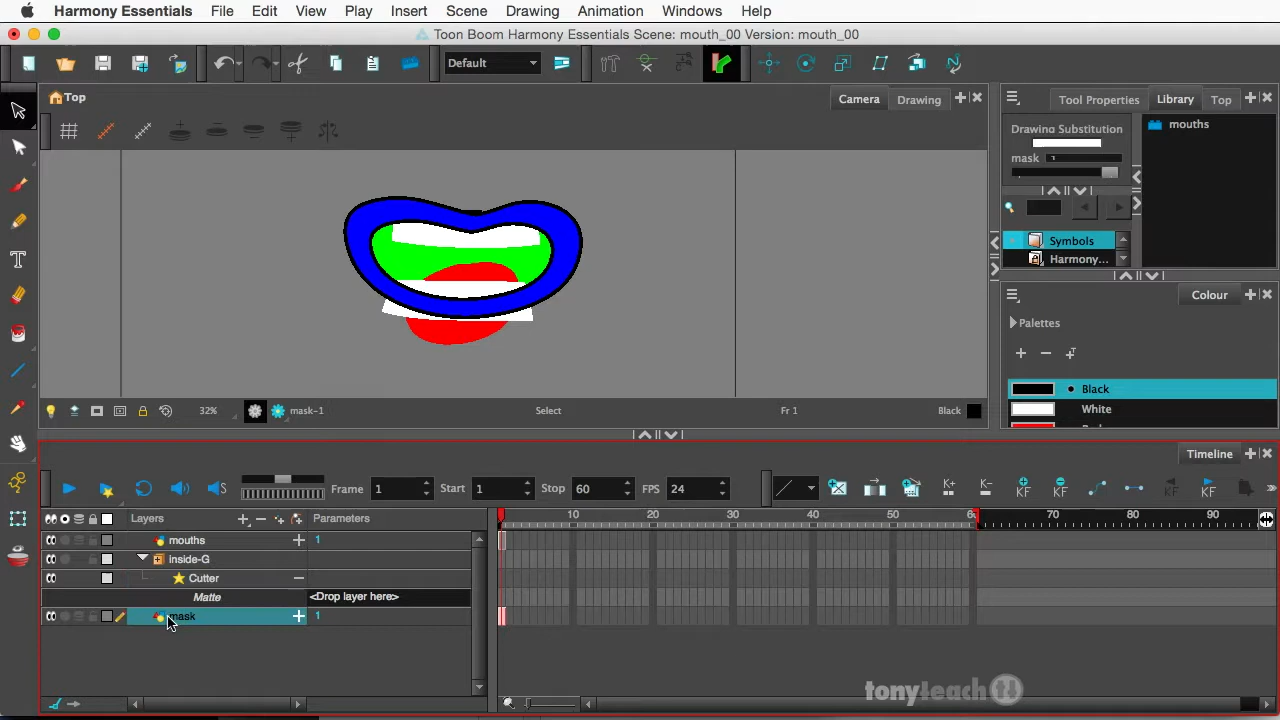 Harmony Essentials File Edit View Play Insert Scene Drawing Animation Windows Help
Toon Boom Harmony Essentials Scene: mouth_00 Version: mouth_00
Default
Top
Camera
Drawing
Tool Properties
Library
Top
Drawing Substitution
mask
mouths
Symbols
Harmony...
Colour
Palettes
Black
White
32%
mask-1
Select
Fr 1
Black
Timeline
Frame 1 Start 1 Stop 60 FPS 24
Layers
Parameters
10 20 30 40 50 60 70 80 90
mouths 1
inside-G
Cutter
Matte <Drop layer here>
mask 1
tonyteach